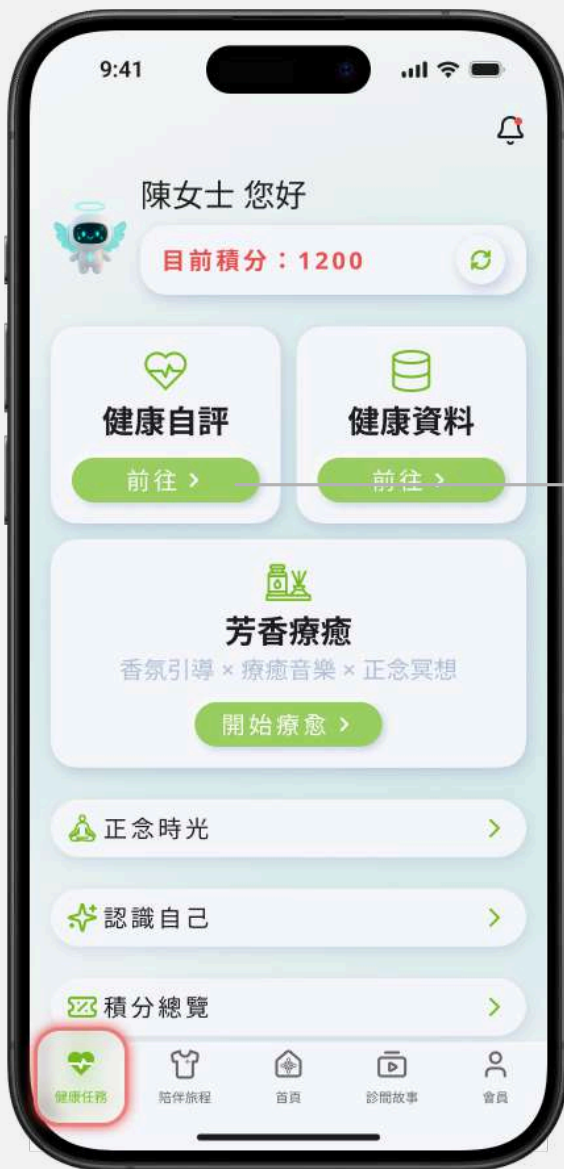 9:41
陳女士 您好
目前積分：1200
健康自評
健康資料
前往 >
前往 >
芳香療癒
香氛引導 × 療癒音樂 × 正念冥想
開始療愈 >
正念時光
認識自己
積分總覽
健康任務
陪伴旅程
首頁
診間故事
會員